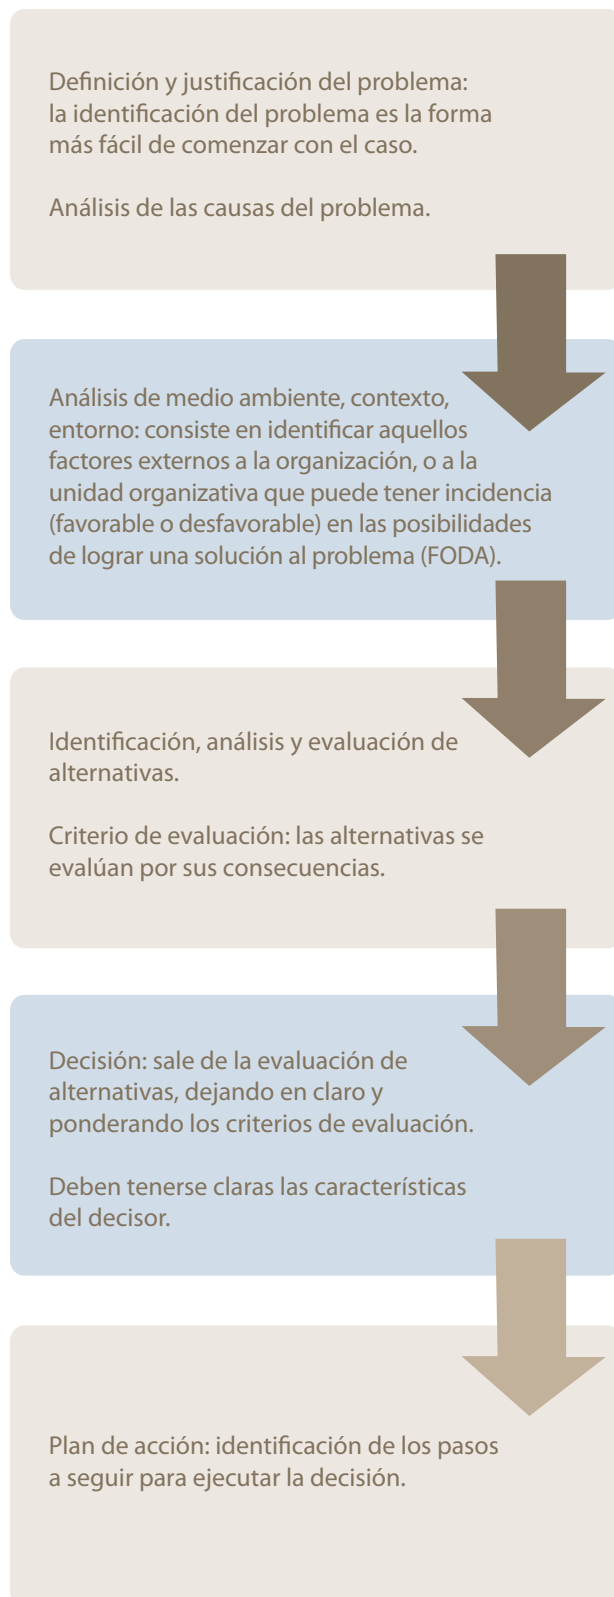 Definición y justificación del problema:
la identificación del problema es la forma
más fácil de comenzar con el caso.
Análisis de las causas del problema.
Análisis de medio ambiente, contexto,
entorno: consiste en identificar aquellos
factores externos a la organización, o a la
unidad organizativa que puede tener incidencia
(favorable o desfavorable) en las posibilidades
de lograr una solución al problema (FODA).
Identificación, análisis y evaluación de
alternativas.
Criterio de evaluación: las alternativas se
evalúan por sus consecuencias.
Decisión: sale de la evaluación de
alternativas, dejando en claro y
ponderando los criterios de evaluación.
Deben tenerse claras las características
del decisor.
Plan de acción: identificación de los pasos
a seguir para ejecutar la decisión.